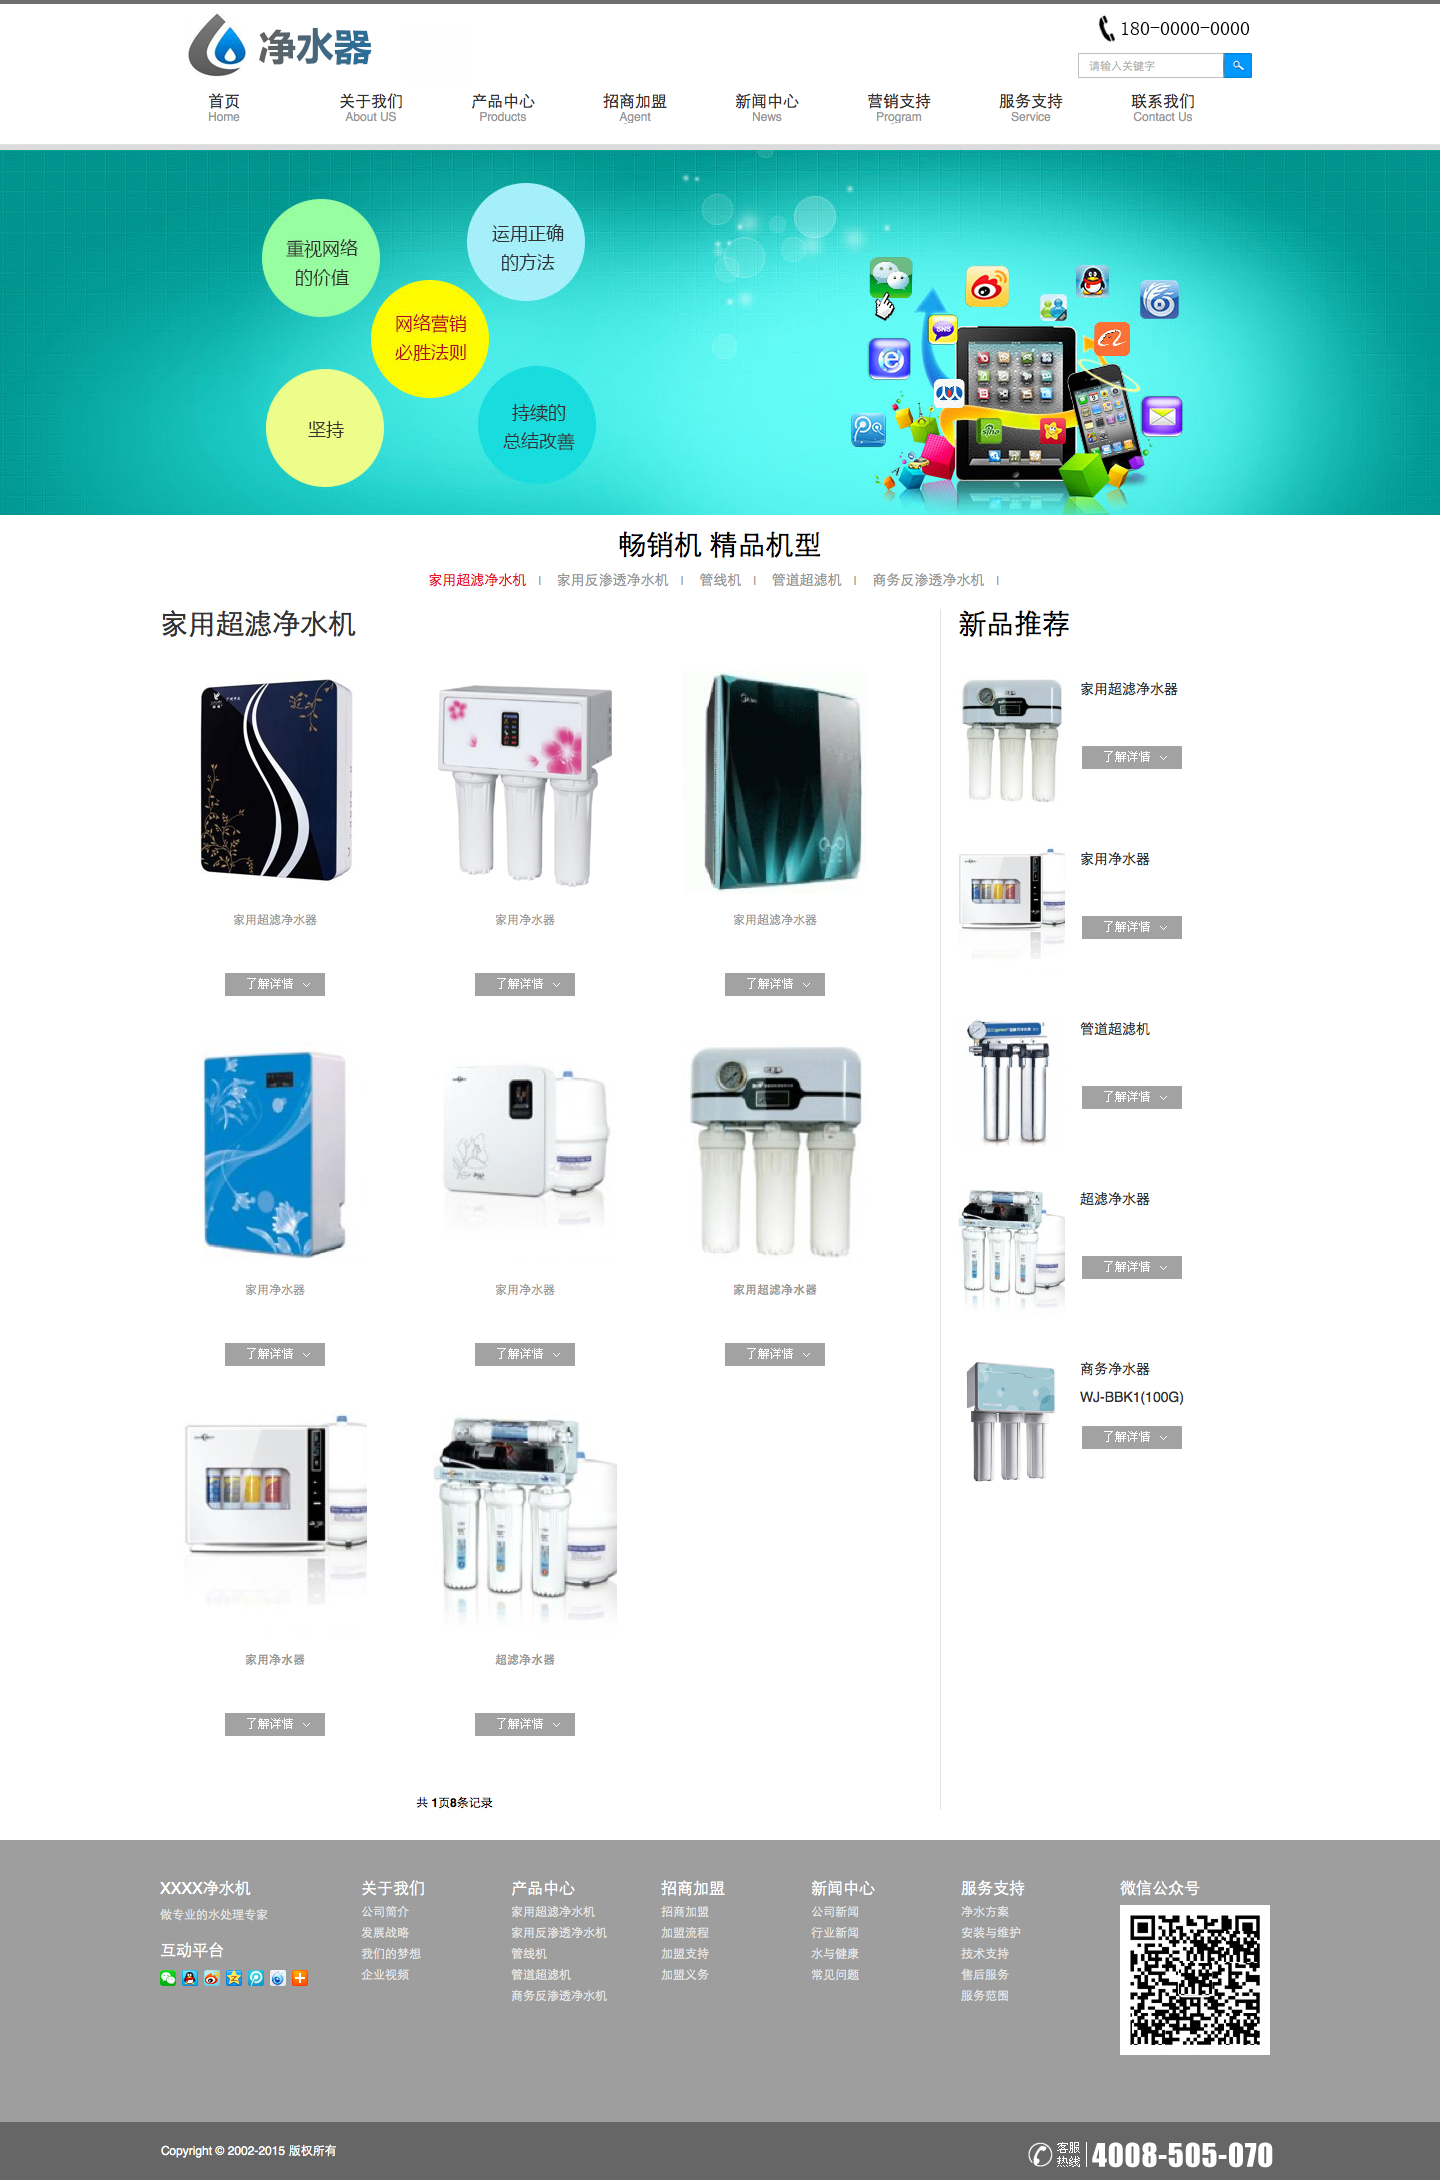 净水器
180-0000-0000
请输入关键字
首页 关于我们 产品中心 招商加盟 新闻中心 营销支持 服务支持 联系我们
Home About US Products Agent News Program Service Contact Us
重视网络
的价值
运用正确
的方法
网络营销
必胜法则
坚持
持续的
总结改善
SNS
sina
畅销机 精品机型
家用超滤净水机 | 家用反渗透净水机 | 管线机 | 管道超滤机 | 商务反渗透净水机 |
家用超滤净水机
家用超滤净水器 家用净水器 家用超滤净水器
了解详情 了解详情 了解详情
家用净水器 家用净水器 家用超滤净水器
了解详情 了解详情 了解详情
家用净水器 超滤净水器
了解详情 了解详情
共 1页8条记录
新品推荐
家用超滤净水器
了解详情
家用净水器
了解详情
管道超滤机
了解详情
超滤净水器
了解详情
商务净水器
WJ-BBK1(100G)
了解详情
XXXX净水机
做专业的水处理专家
互动平台
关于我们
公司简介
发展战略
我们的梦想
企业视频
产品中心
家用超滤净水机
家用反渗透净水机
管线机
管道超滤机
商务反渗透净水机
招商加盟
招商加盟
加盟流程
加盟支持
加盟义务
新闻中心
公司新闻
行业新闻
水与健康
常见问题
服务支持
净水方案
安装与维护
技术支持
售后服务
服务范围
微信公众号
Copyright © 2002-2015 版权所有
客服
热线
4008-505-070